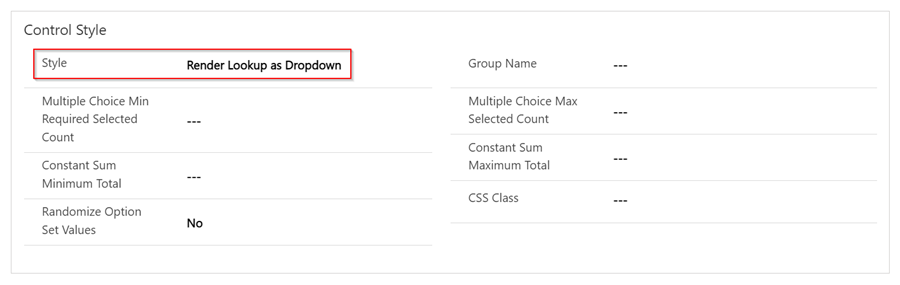 Control Style
Style
Render Lookup as Dropdown
Group Name
---
Multiple Choice Min
Required Selected
Count
---
Multiple Choice Max
Selected Count
---
Constant Sum
Minimum Total
---
Constant Sum
Maximum Total
---
Randomize Option
Set Values
No
CSS Class
---